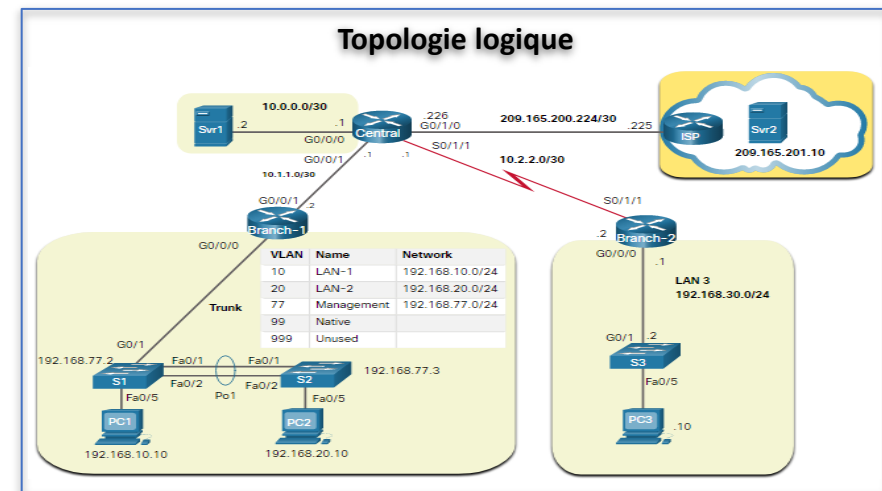 Topologie logique
10.0.0.0/30
Svr1
.2
.1
G0/0/0
Central
.226
G0/1/0
209.165.200.224/30
.225
ISP
Svr2
209.165.201.10
G0/0/1
.1
.1
S0/1/1
10.2.2.0/30
10.1.1.0/30
G0/0/1
.2
Branch-1
G0/0/0
S0/1/1
.2
Branch-2
G0/0/0
.1
LAN 3
192.168.30.0/24
VLAN Name Network
10 LAN-1 192.168.10.0/24
20 LAN-2 192.168.20.0/24
77 Management 192.168.77.0/24
99 Native
999 Unused
Trunk
G0/1
192.168.77.2
Fa0/1
Fa0/1
Fa0/2
Fa0/2
Po1
S1
S2
192.168.77.3
Fa0/5
Fa0/5
PC1
PC2
192.168.10.10
192.168.20.10
G0/1
.2
S3
Fa0/5
PC3
.10